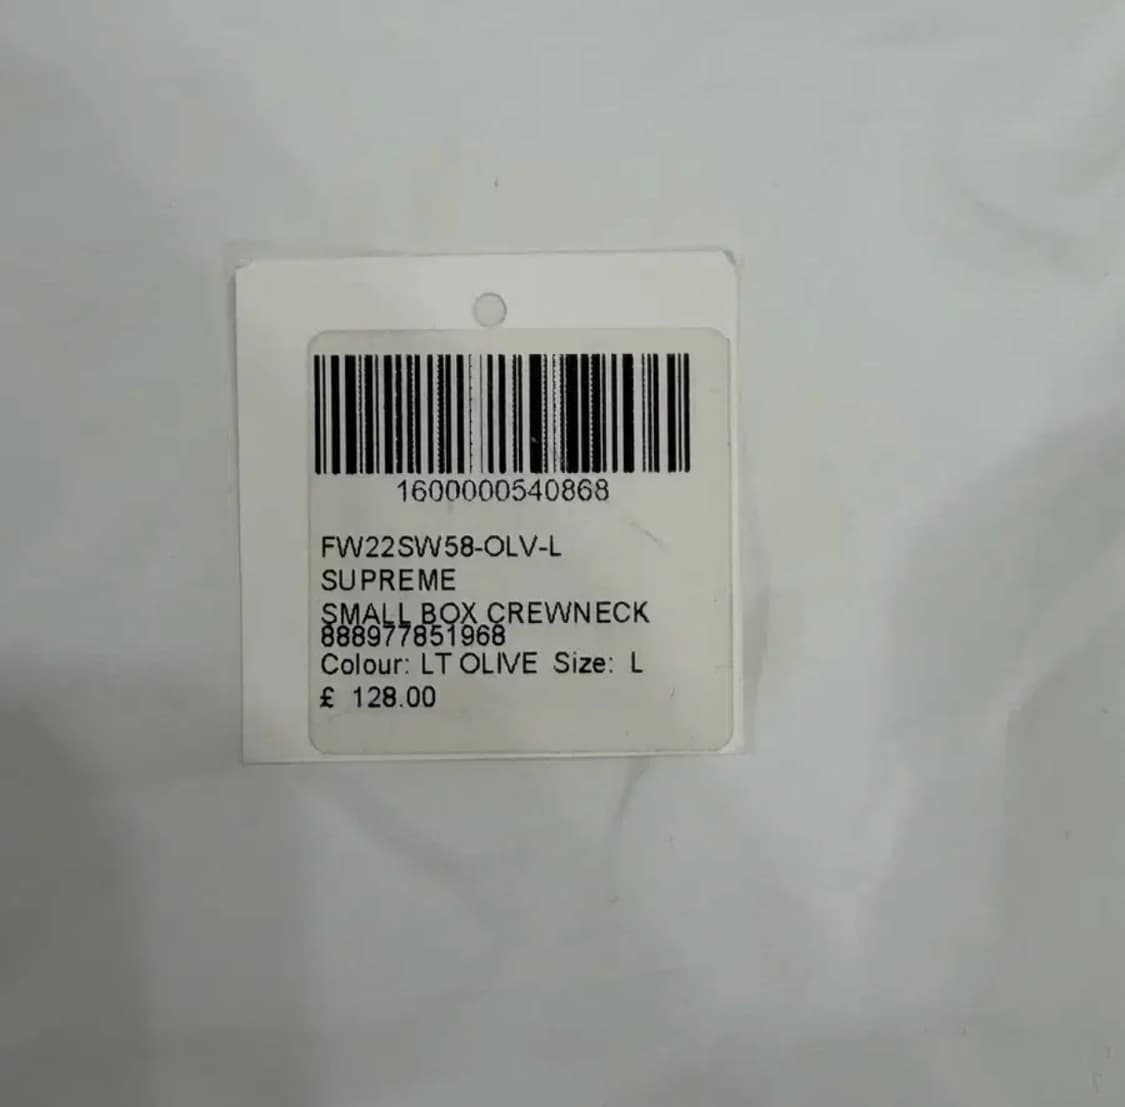 1600000540868
FW22SW58-OLV-L
SUPREME
SMALL BOX CREWNECK
888977851968
Colour: LT OLIVE Size: L
£ 128.00